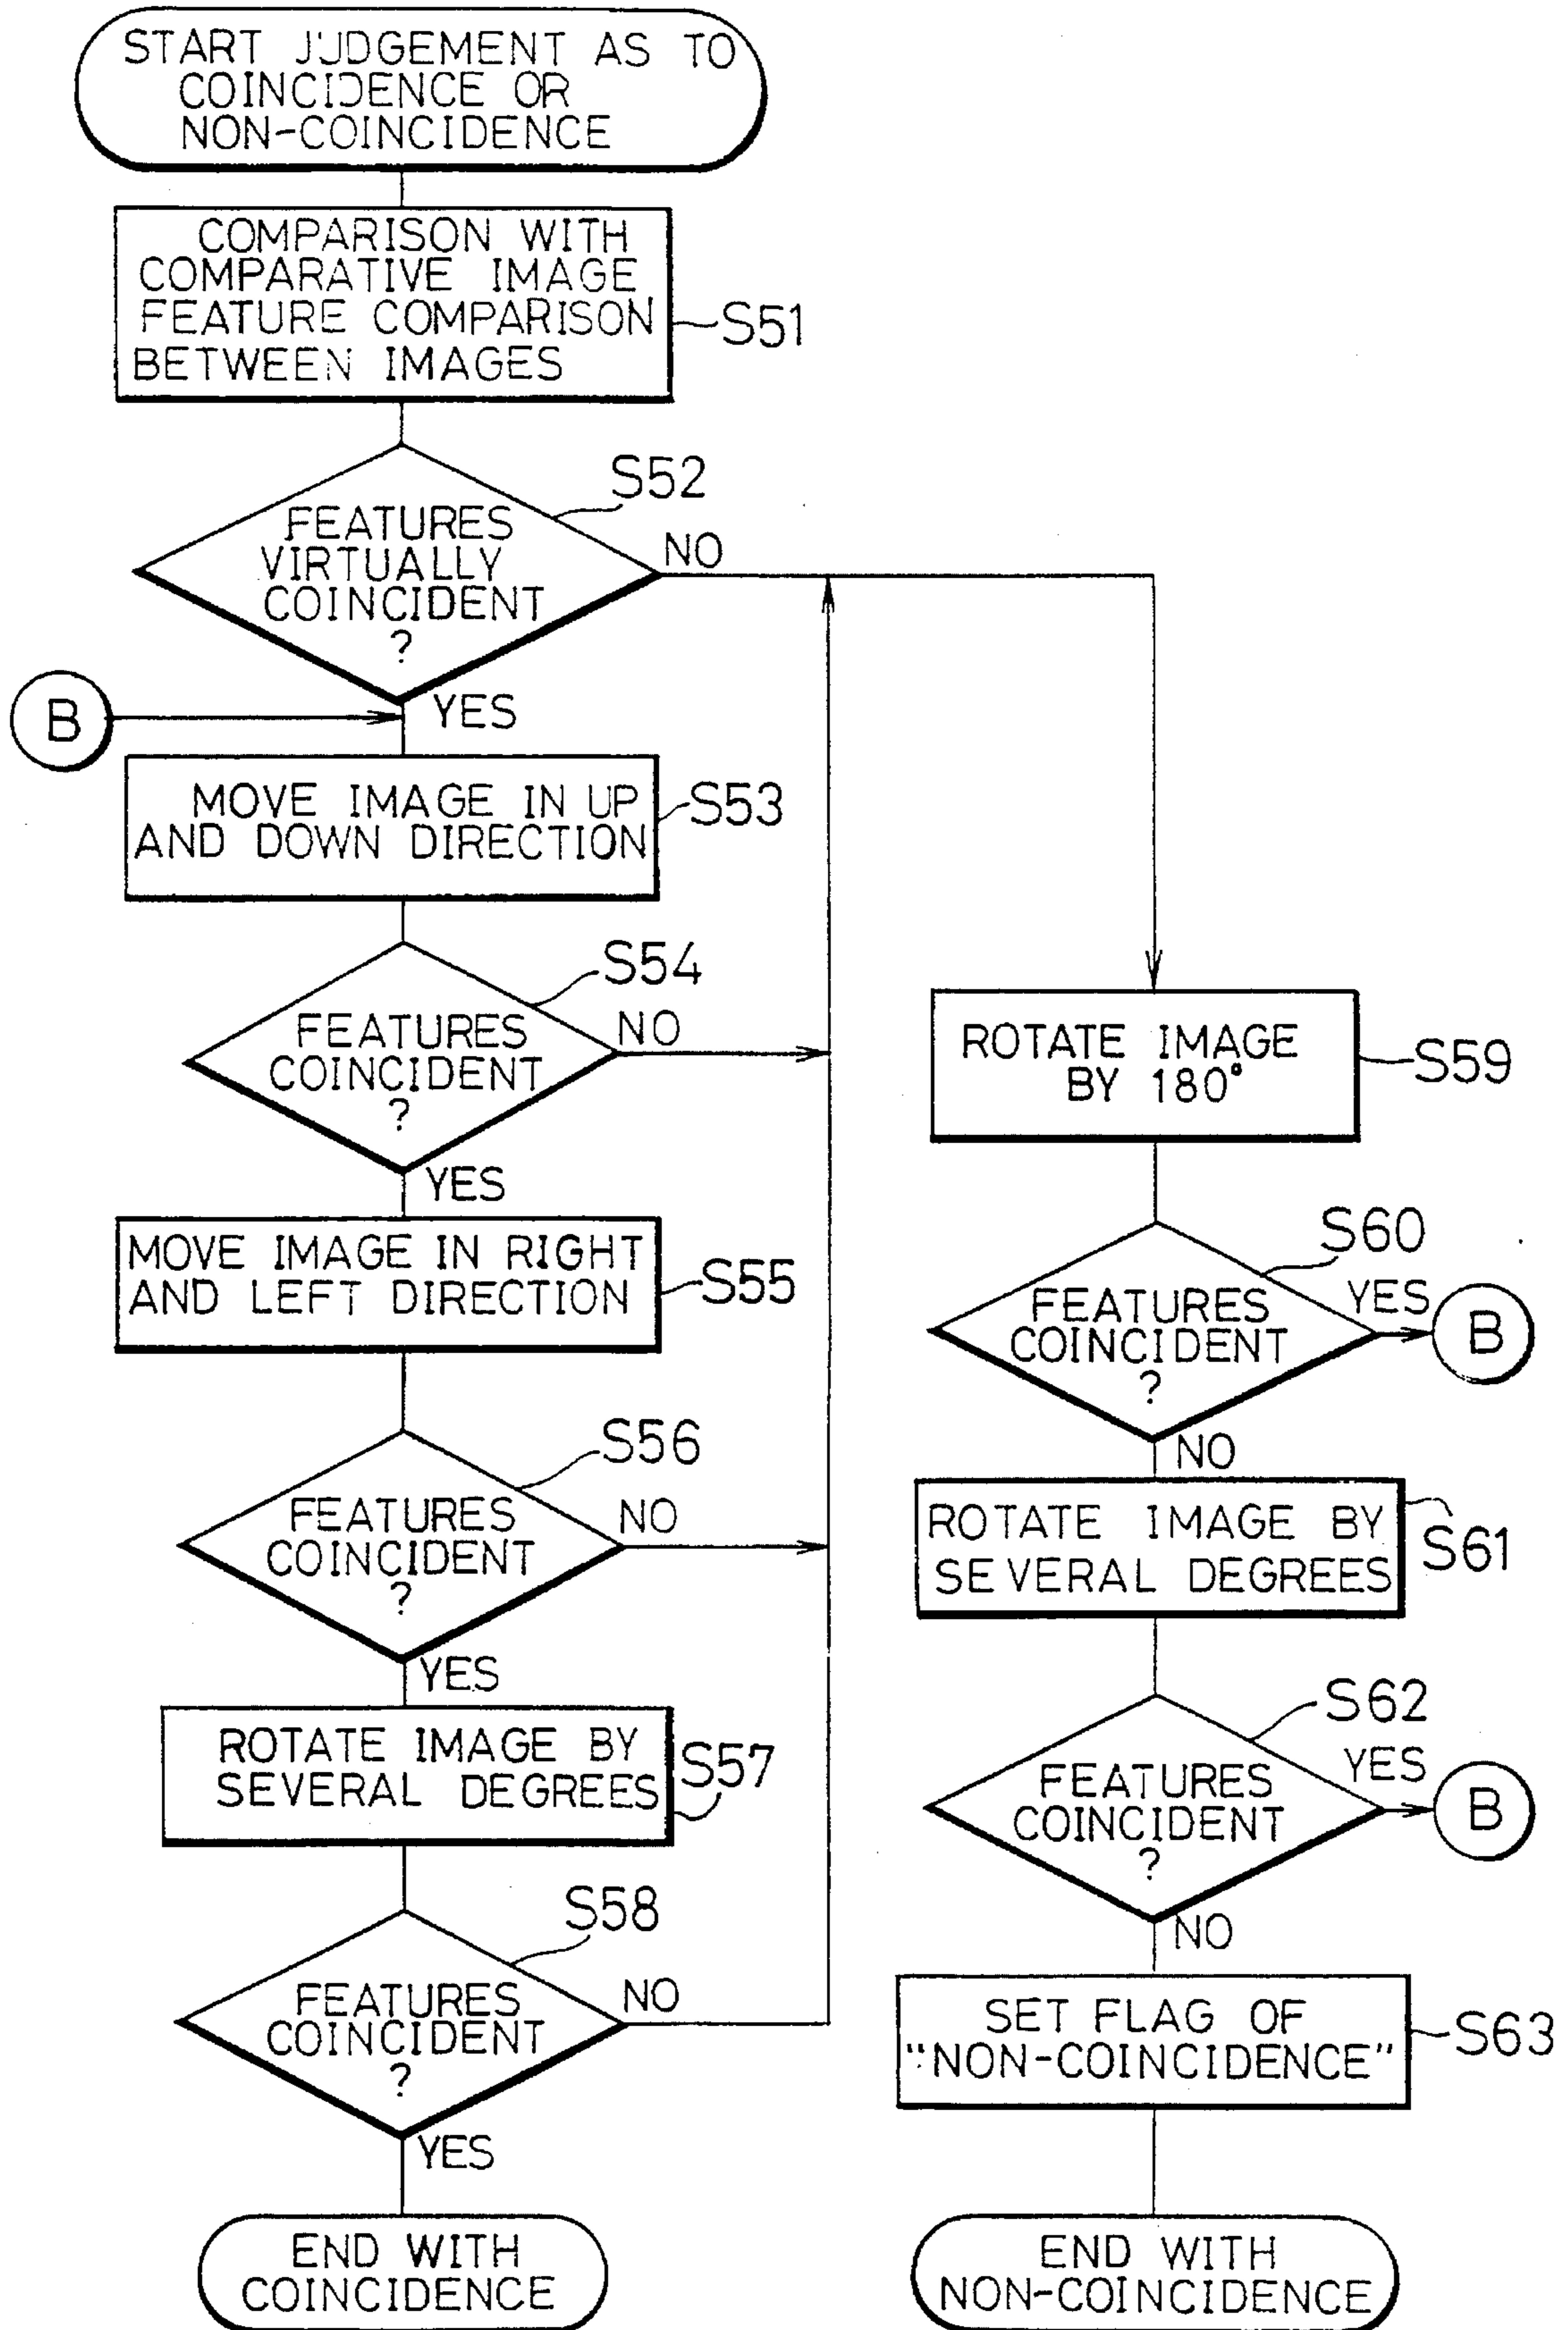 START JUDGEMENT AS TO
COINCIDENCE OR
NON-COINCIDENCE
COMPARISON WITH
COMPARATIVE IMAGE
FEATURE COMPARISON
BETWEEN IMAGES
S51
S52
FEATURES
VIRTUALLY
COINCIDENT
?
NO
YES
B
MOVE IMAGE IN UP
AND DOWN DIRECTION
S53
S54
FEATURES
COINCIDENT
?
NO
YES
MOVE IMAGE IN RIGHT
AND LEFT DIRECTION
S55
S56
FEATURES
COINCIDENT
?
NO
YES
ROTATE IMAGE BY
SEVERAL DEGREES
S57
S58
FEATURES
COINCIDENT
?
NO
YES
END WITH
COINCIDENCE
ROTATE IMAGE
BY 180°
S59
S60
FEATURES
COINCIDENT
?
YES
B
NO
ROTATE IMAGE BY
SEVERAL DEGREES
S61
S62
FEATURES
COINCIDENT
?
YES
B
NO
SET FLAG OF
"NON-COINCIDENCE"
S63
END WITH
NON-COINCIDENCE